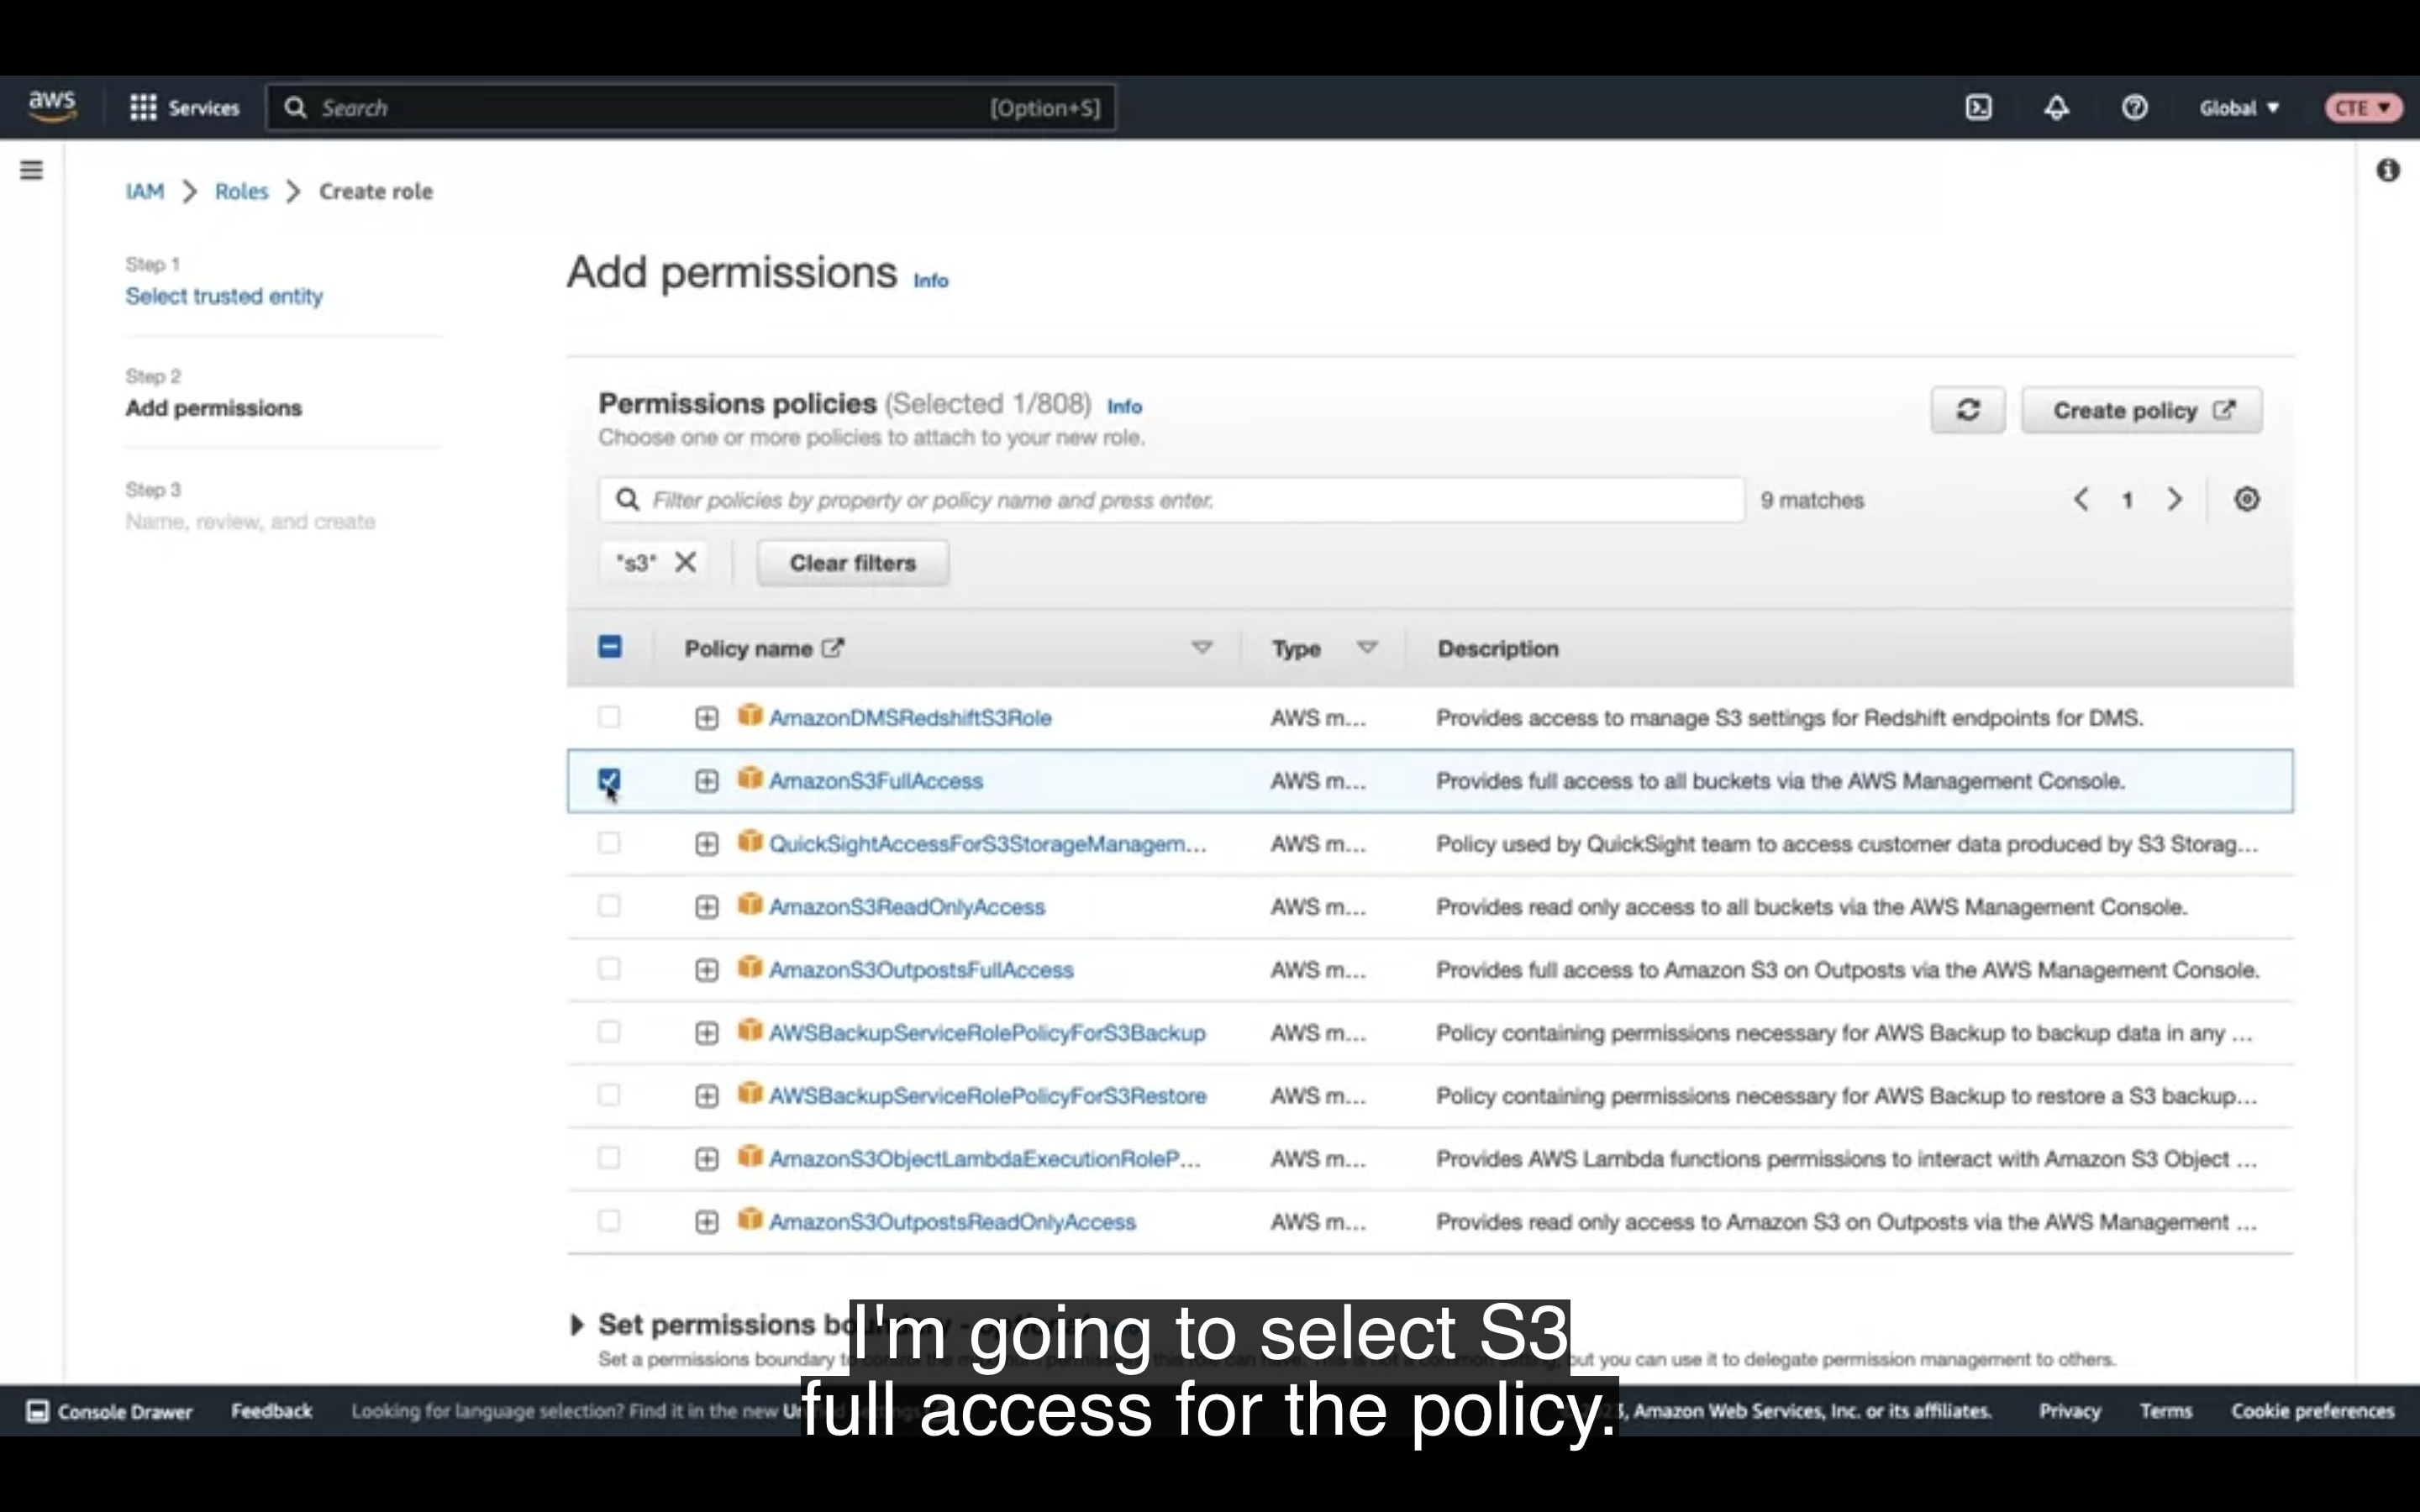 aws
Services
Search
[Option+S]
Global
CTE
IAM
Roles
Create role
Step 1
Select trusted entity
Step 2
Add permissions
Step 3
Name, review, and create
Add permissions Info
Permissions policies (Selected 1/808) Info
Choose one or more policies to attach to your new role.
Create policy
Filter policies by property or policy name and press enter.
9 matches
1
"s3"
Clear filters
Policy name
Type
Description
AmazonDMSRedshiftS3Role AWS m... Provides access to manage S3 settings for Redshift endpoints for DMS.
AmazonS3FullAccess AWS m... Provides full access to all buckets via the AWS Management Console.
QuickSightAccessForS3StorageManagem... AWS m... Policy used by QuickSight team to access customer data produced by S3 Storag...
AmazonS3ReadOnlyAccess AWS m... Provides read only access to all buckets via the AWS Management Console.
AmazonS3OutpostsFullAccess AWS m... Provides full access to Amazon S3 on Outposts via the AWS Management Console.
AWSBackupServiceRolePolicyForS3Backup AWS m... Policy containing permissions necessary for AWS Backup to backup data in any ...
AWSBackupServiceRolePolicyForS3Restore AWS m... Policy containing permissions necessary for AWS Backup to restore a S3 backup...
AmazonS3ObjectLambdaExecutionRoleP... AWS m... Provides AWS Lambda functions permissions to interact with Amazon S3 Object ...
AmazonS3OutpostsReadOnlyAccess AWS m... Provides read only access to Amazon S3 on Outposts via the AWS Management ...
Set permissions
Set a permissions boundary but you can use it to delegate permission management to others.
I'm going to select S3
full access for the policy.
Console Drawer
Feedback
Looking for language selection? Find it in the new
, Amazon Web Services, Inc. or its affiliates.
Privacy
Terms
Cookie preferences